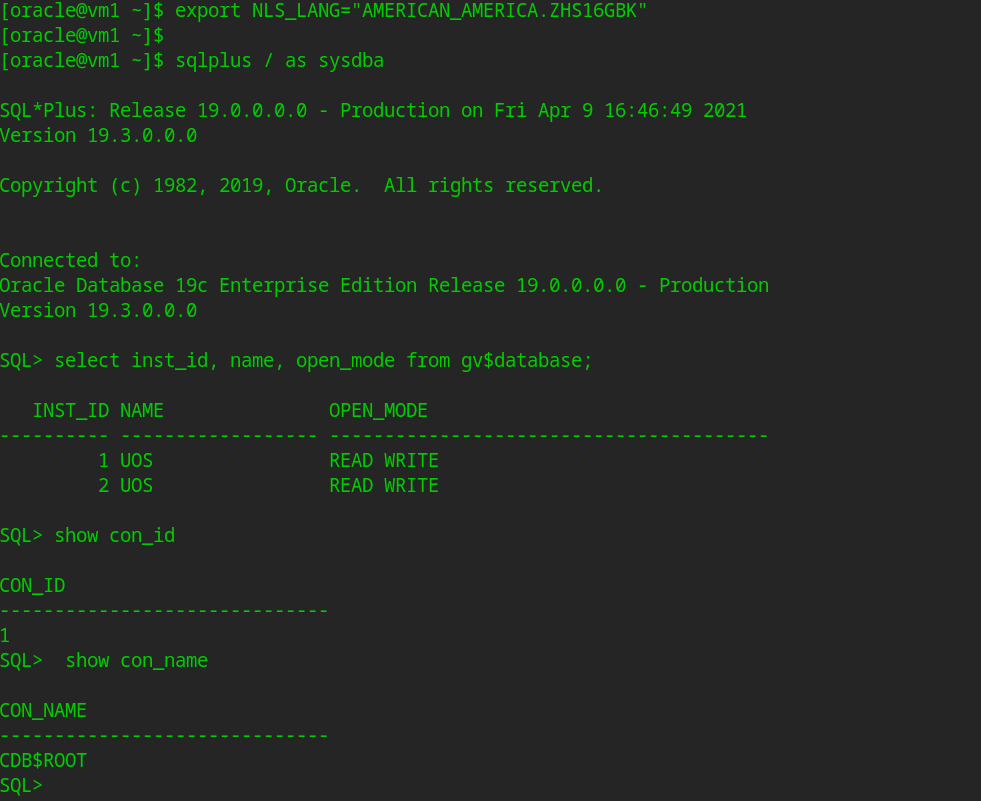 [oracle@vm1 ~]$ export NLS_LANG="AMERICAN_AMERICA.ZHS16GBK"
[oracle@vm1 ~]$
[oracle@vm1 ~]$ sqlplus / as sysdba
SQL*Plus: Release 19.0.0.0.0 - Production on Fri Apr 9 16:46:49 2021
Version 19.3.0.0.0
Copyright (c) 1982, 2019, Oracle.  All rights reserved.
Connected to:
Oracle Database 19c Enterprise Edition Release 19.0.0.0.0 - Production
Version 19.3.0.0.0
SQL> select inst_id, name, open_mode from gv$database;
   INST_ID NAME               OPEN_MODE
---------- ------------------ ----------------------------------------
         1 UOS                READ WRITE
         2 UOS                READ WRITE
SQL> show con_id
CON_ID
------------------------------
1
SQL>  show con_name
CON_NAME
------------------------------
CDB$ROOT
SQL>